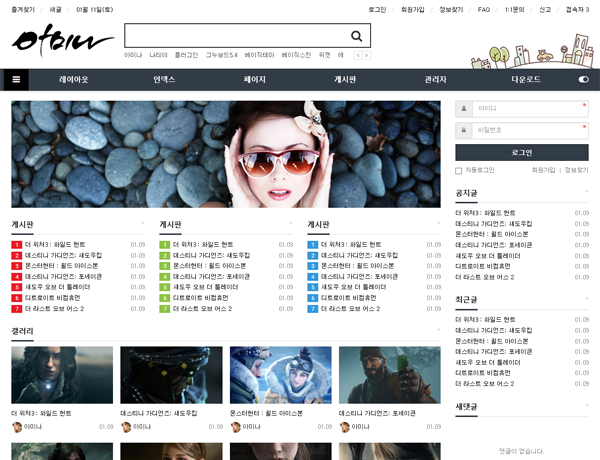 즐겨찾기 / 새글 / 01월 11일(토)
로그인 / 회원가입 / 정보찾기 / FAQ / 1:1문의 / 신고 / 접속자 3
아미나
아미나 나리야 플러그인 그누보드5.4 베이직테마 베이직스킨 위젯 애
레이아웃 인덱스 페이지 게시판 관리자 다운로드
아이디
비밀번호
로그인
자동로그인 회원가입 | 정보찾기
게시판
1 더 위쳐3 : 와일드 헌트 01.09
2 데스티니 가디언즈: 섀도우킵 01.09
3 몬스터헌터 : 월드 아이스본 01.09
4 데스티니 가디언즈: 포세이큰 01.09
5 섀도우 오브 더 툼레이더 01.09
6 디트로이트 비컴휴먼 01.09
7 더 라스트 오브 어스 2 01.09
게시판
1 더 위쳐3 : 와일드 헌트 01.09
2 데스티니 가디언즈: 섀도우킵 01.09
3 몬스터헌터 : 월드 아이스본 01.09
4 데스티니 가디언즈: 포세이큰 01.09
5 섀도우 오브 더 툼레이더 01.09
6 디트로이트 비컴휴먼 01.09
7 더 라스트 오브 어스 2 01.09
게시판
1 더 위쳐3 : 와일드 헌트 01.09
2 데스티니 가디언즈: 섀도우킵 01.09
3 몬스터헌터 : 월드 아이스본 01.09
4 데스티니 가디언즈: 포세이큰 01.09
5 섀도우 오브 더 툼레이더 01.09
6 디트로이트 비컴휴먼 01.09
7 더 라스트 오브 어스 2 01.09
공지글
더 위쳐3 : 와일드 헌트 01.09
데스티니 가디언즈: 섀도우킵 01.09
몬스터헌터 : 월드 아이스본 01.09
데스티니 가디언즈: 포세이큰 01.09
섀도우 오브 더 툼레이더 01.09
디트로이트 비컴휴먼 01.09
더 라스트 오브 어스 2 01.09
최근글
더 위쳐3 : 와일드 헌트 01.09
데스티니 가디언즈: 섀도우킵 01.09
몬스터헌터 : 월드 아이스본 01.09
데스티니 가디언즈: 포세이큰 01.09
섀도우 오브 더 툼레이더 01.09
디트로이트 비컴휴먼 01.09
더 라스트 오브 어스 2 01.09
새댓글
댓글이 없습니다.
갤러리
더 위쳐3 : 와일드 헌트
아미나 01.09
데스티니 가디언즈: 섀도우킵
아미나 01.09
몬스터헌터 : 월드 아이스본
아미나 01.09
데스티니 가디언즈: 포세이큰
아미나 01.09